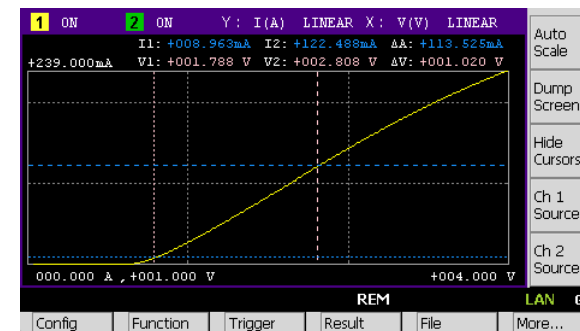 1 ON 2 ON Y: I(A) LINEAR X: V(V) LINEAR
I1: +008.963mA I2: +122.488mA ΔA: +113.525mA
+239.000mA V1: +001.788 V V2: +002.808 V ΔV: +001.020 V
000.000 A ,+001.000 V +004.000 V
Auto
Scale
Dump
Screen
Hide
Cursors
Ch 1
Source
Ch 2
Source
REM LAN
Config Function Trigger Result File More...